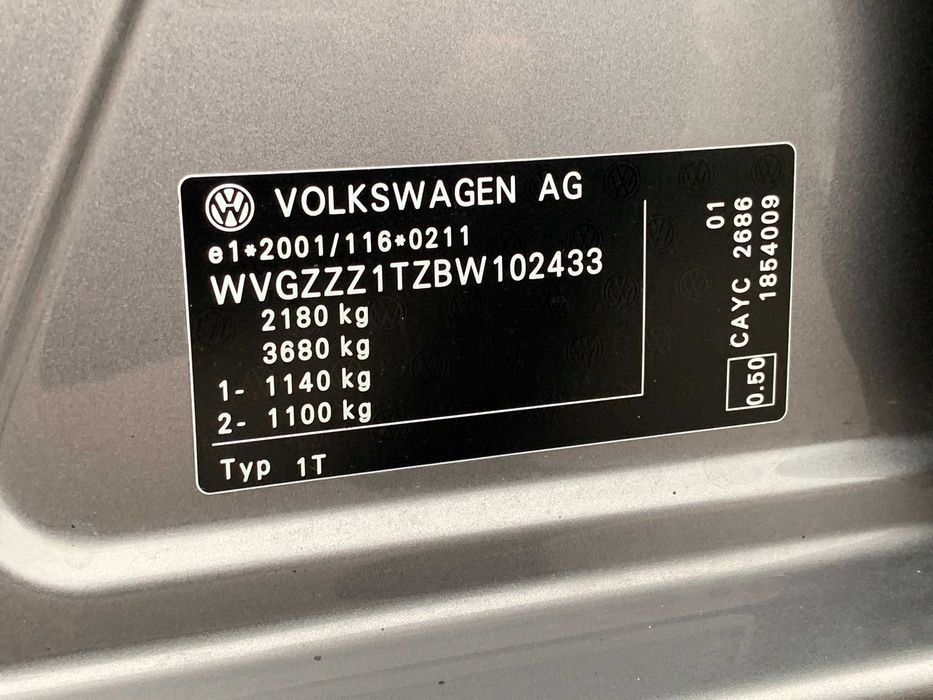 VOLKSWAGEN AG
e1*2001/116*0211
WVGZZZ1TZBW102433
2180 kg
3680 kg
1- 1140 kg
2- 1100 kg
Typ 1T
01
CAYC 2686
1854009
0.50